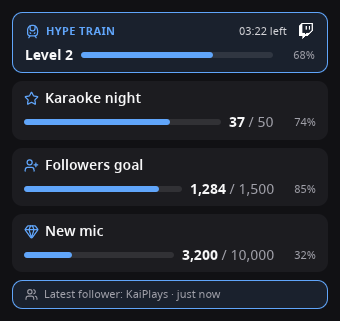 HYPE TRAIN 03:22 left
Level 2 68%
Karaoke night
37 / 50 74%
Followers goal
1,284 / 1,500 85%
New mic
3,200 / 10,000 32%
Latest follower: KaiPlays · just now